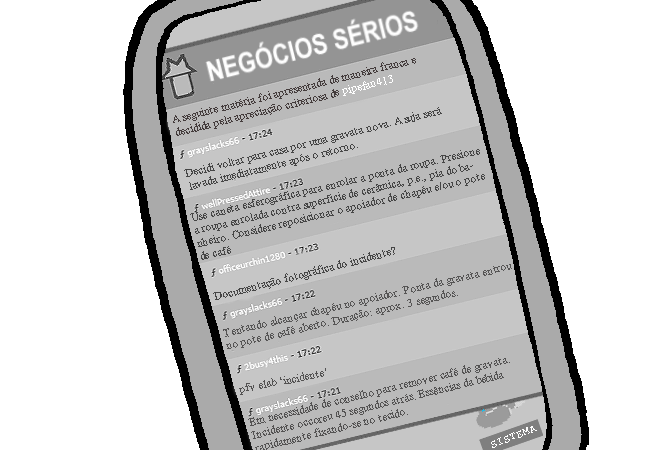 NEGÓCIOS SÉRIOS
A seguinte matéria foi apresentada de maneira franca e
decidida pela apreciação criteriosa de pipefan413
ƒ grayslacks66 - 17:24
Decidi voltar para casa por uma gravata nova. A suja será
lavada imediatamente após o retorno.
ƒ wellPressedAttire - 17:23
Use caneta esferográfica para enrolar a ponta da roupa. Presione
a roupa enrolada contra superfície de cerâmica, p.e., pia do ba-
nheiro. Considere reposicionar o apoiador de chapéu e/ou o pote
de café
ƒ officeurchin1280 - 17:23
Documentação fotográfica do incidente?
ƒ grayslacks66 - 17:22
Tentando alcançar chapéu no apoiador. Ponta da gravata entrou
no pote de café aberto. Duração: aprox. 3 segundos.
ƒ 2busy4this - 17:22
pfv elab 'incidente'
ƒ grayslacks66 - 17:21
Em necessidade de conselho para remover café de gravata.
Incidente occoreu 45 segundos atrás. Essências da bebida
rapidamente fixando-se no tecido.
SISTEMA